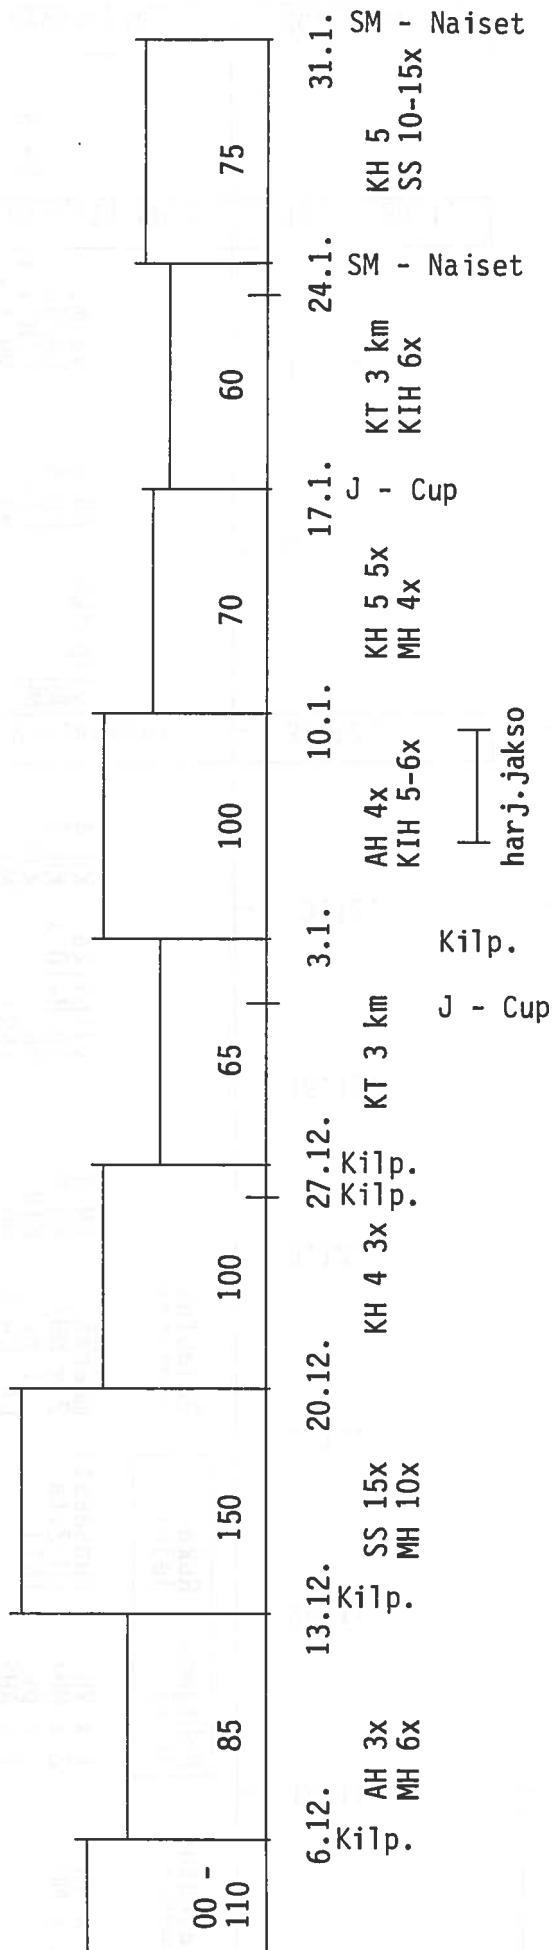 31.1.
SM - Naiset
75
KH 5
SS 10-15x
24.1.
SM - Naiset
60
KT 3 km
KIH 6x
17.1.
J - Cup
70
KH 5 5x
MH 4x
10.1.
100
AH 4x
KIH 5-6x
harj.jakso
3.1.
Kilp.
J - Cup
65
KT 3 km
27.12.
Kilp.
Kilp.
100
KH 4 3x
20.12.
150
SS 15x
MH 10x
13.12.
Kilp.
85
AH 3x
MH 6x
6.12.
Kilp.
00 -
110